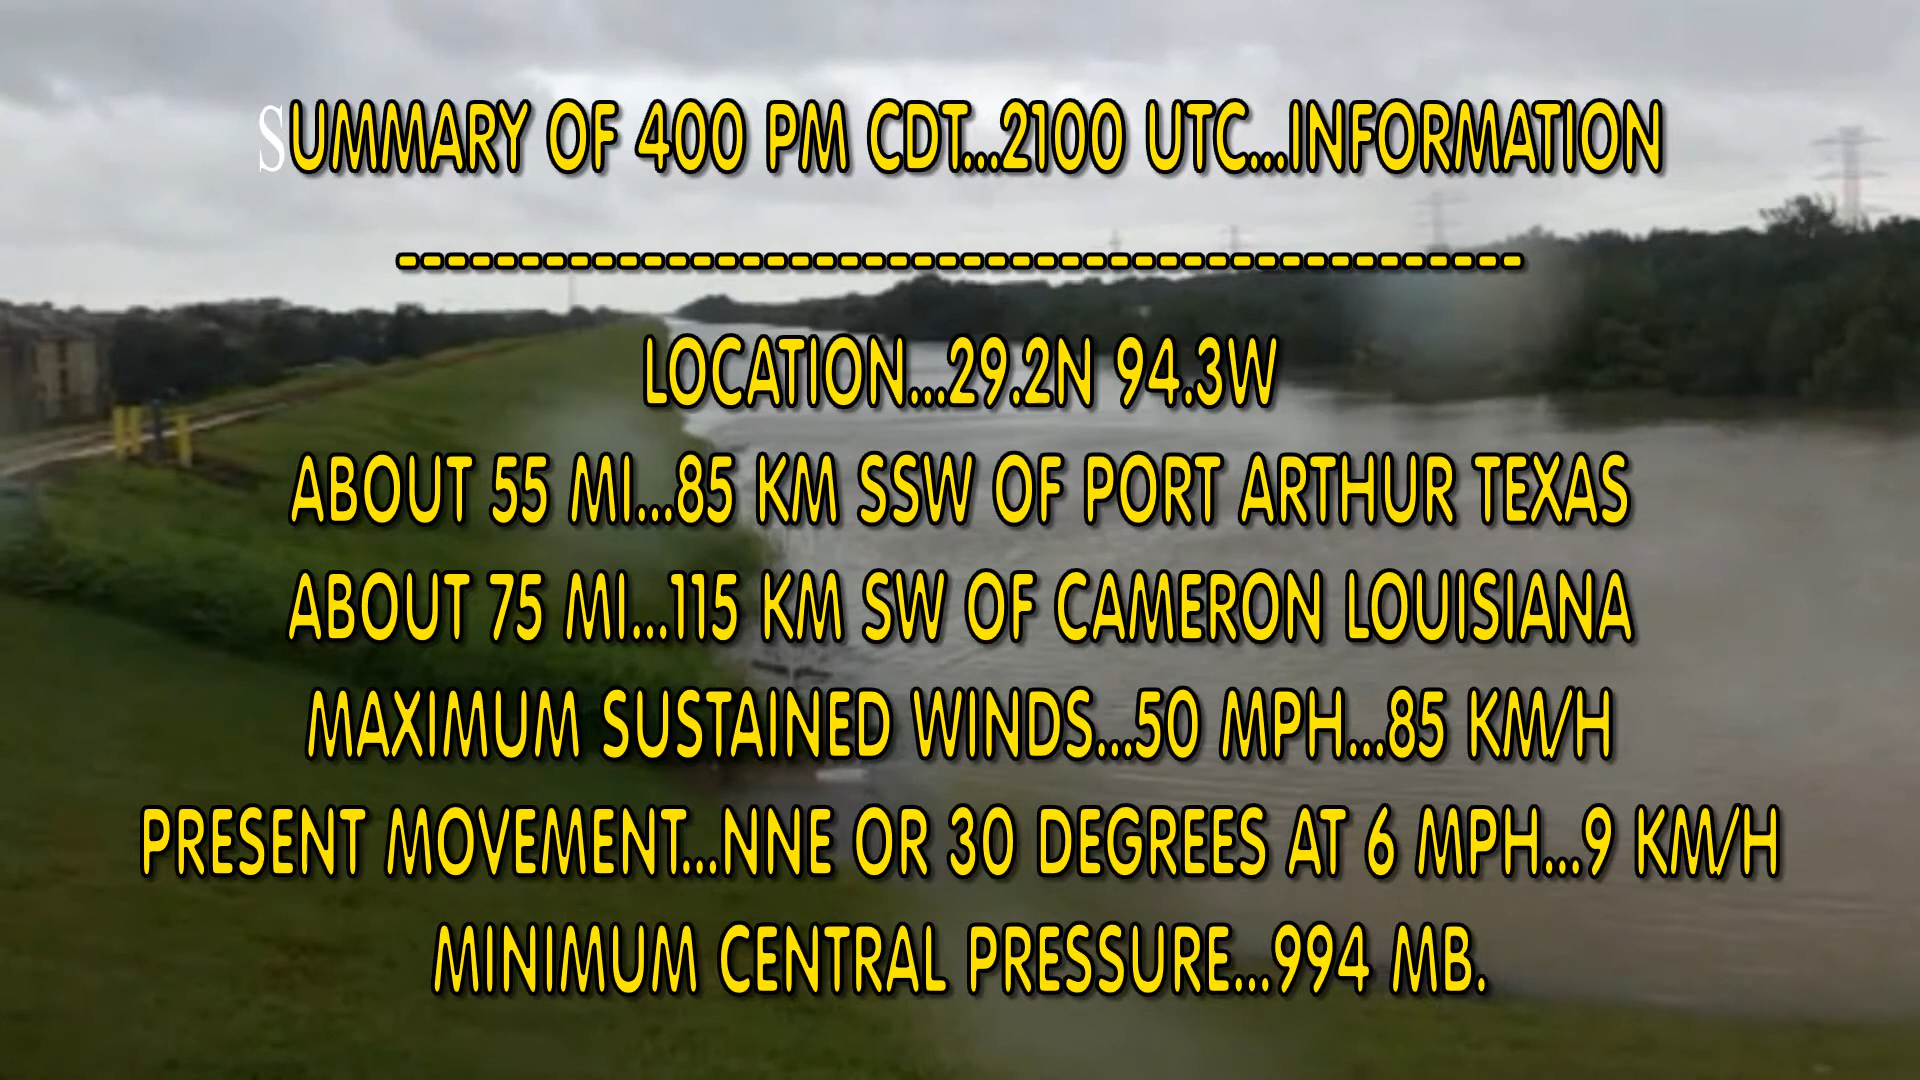 SUMMARY OF 400 PM CDT...2100 UTC...INFORMATION
----------------------------------------------
LOCATION...29.2N 94.3W
ABOUT 55 MI...85 KM SSW OF PORT ARTHUR TEXAS
ABOUT 75 MI...115 KM SW OF CAMERON LOUISIANA
MAXIMUM SUSTAINED WINDS...50 MPH...85 KM/H
PRESENT MOVEMENT...NNE OR 30 DEGREES AT 6 MPH...9 KM/H
MINIMUM CENTRAL PRESSURE...994 MB.